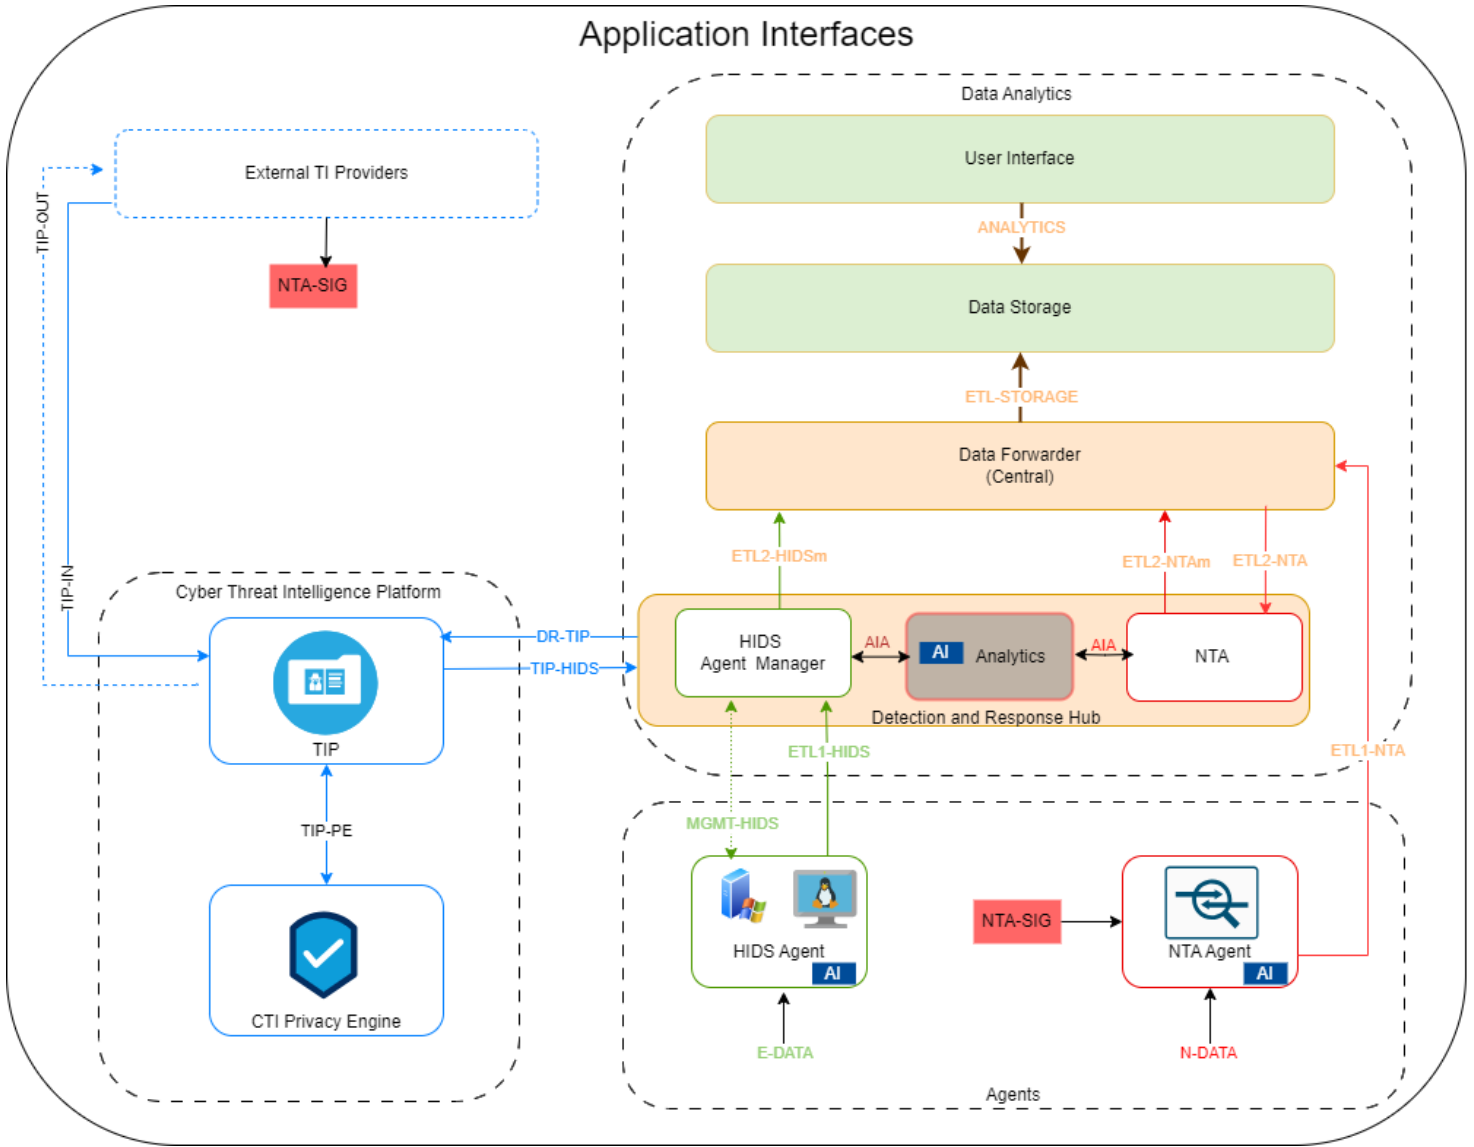 Application Interfaces
Data Analytics
User Interface
ANALYTICS
Data Storage
ETL-STORAGE
Data Forwarder
(Central)
ETL2-HIDSm
ETL2-NTAm
ETL2-NTA
External TI Providers
NTA-SIG
TIP-OUT
TIP-IN
Cyber Threat Intelligence Platform
TIP
TIP-PE
CTI Privacy Engine
DR-TIP
TIP-HIDS
HIDS
Agent Manager
AIA
AI
Analytics
AIA
NTA
Detection and Response Hub
ETL1-HIDS
ETL1-NTA
MGMT-HIDS
HIDS Agent
AI
E-DATA
NTA-SIG
NTA Agent
AI
N-DATA
Agents